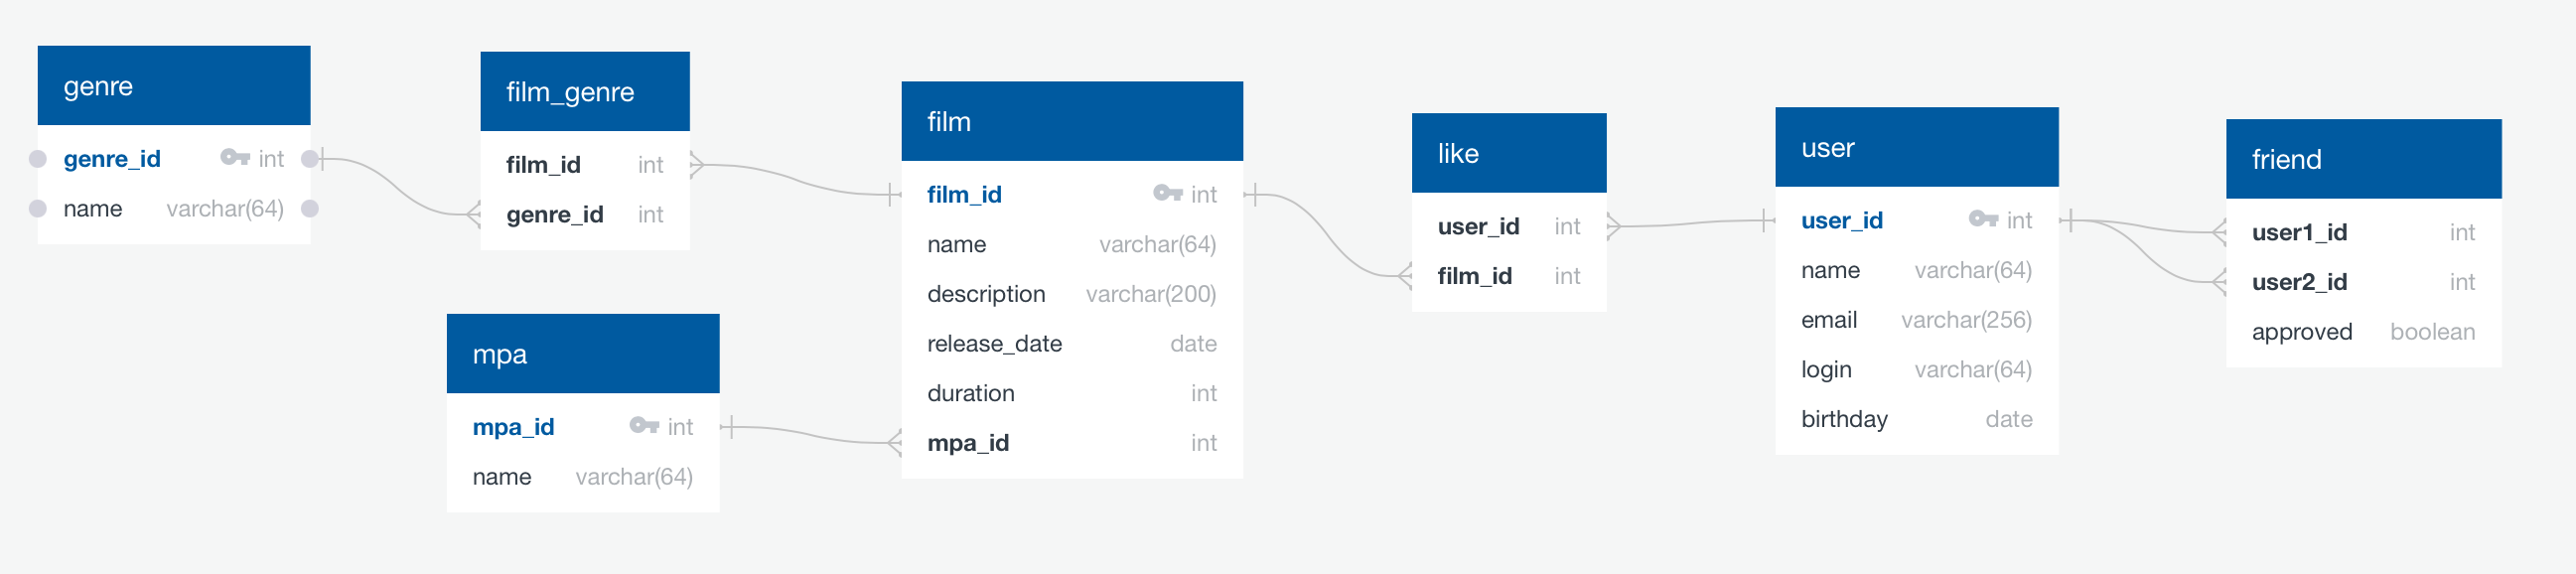 genre
genre_id int
name varchar(64)
film_genre
film_id int
genre_id int
mpa
mpa_id int
name varchar(64)
film
film_id int
name varchar(64)
description varchar(200)
release_date date
duration int
mpa_id int
like
user_id int
film_id int
user
user_id int
name varchar(64)
email varchar(256)
login varchar(64)
birthday date
friend
user1_id int
user2_id int
approved boolean